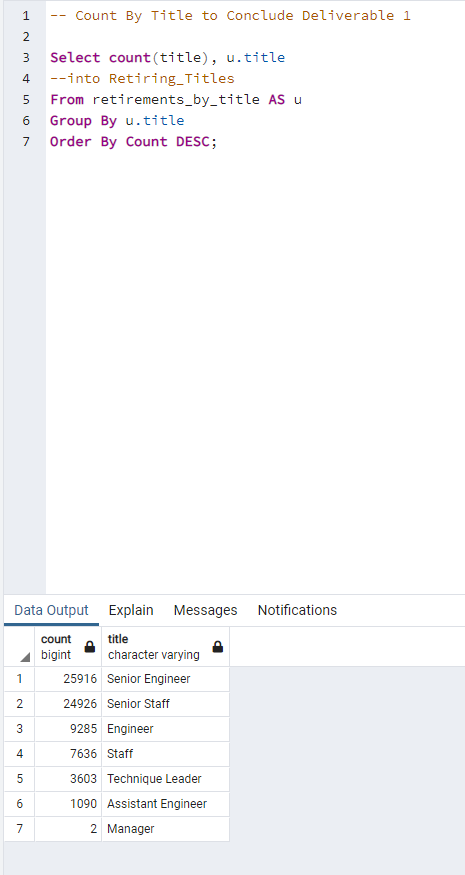 1 -- Count By Title to Conclude Deliverable 1
2
3 Select count(title), u.title
4 --into Retiring_Titles
5 From retirements_by_title AS u
6 Group By u.title
7 Order By Count DESC;
Data Output Explain Messages Notifications
count title
bigint character varying
1 25916 Senior Engineer
2 24926 Senior Staff
3 9285 Engineer
4 7636 Staff
5 3603 Technique Leader
6 1090 Assistant Engineer
7 2 Manager